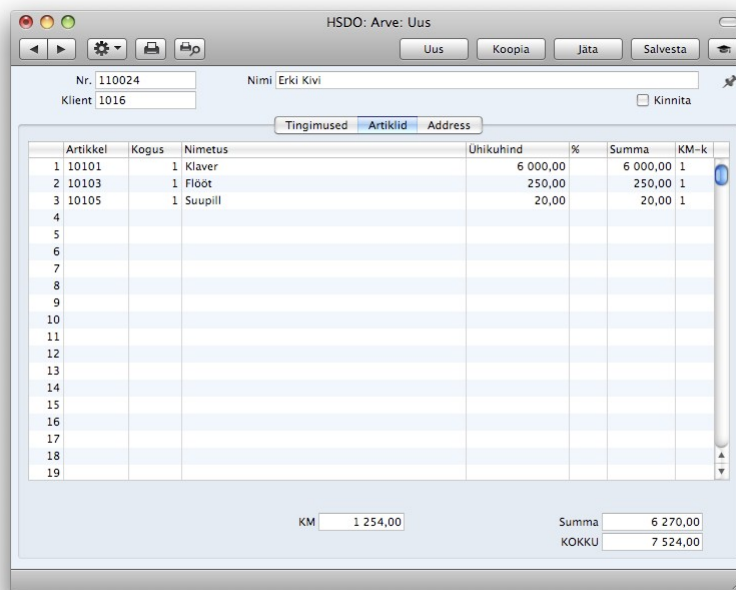 HSDO: Arve: Uus
Uus Koopia Jäta Salvesta
Nr. 110024 Nimi Erki Kivi
Klient 1016 Kinnita
Tingimused Artiklid Address
Artikkel Kogus Nimetus Ühikuhind % Summa KM-k
1 10101 1 Klaver 6 000,00 6 000,00 1
2 10103 1 Flööt 250,00 250,00 1
3 10105 1 Suupill 20,00 20,00 1
4
5
6
7
8
9
10
11
12
13
14
15
16
17
18
19
KM 1 254,00 Summa 6 270,00
KOKKU 7 524,00